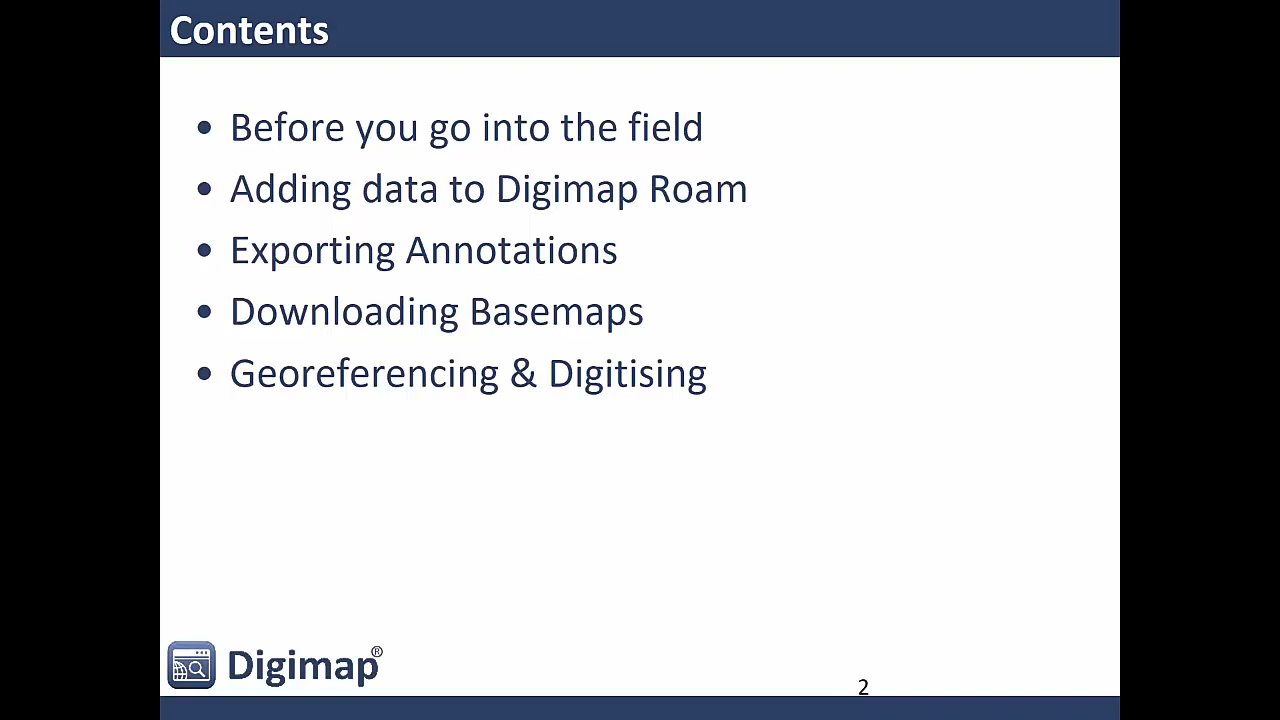 Contents
• Before you go into the field
• Adding data to Digimap Roam
• Exporting Annotations
• Downloading Basemaps
• Georeferencing & Digitising
Digimap®
2